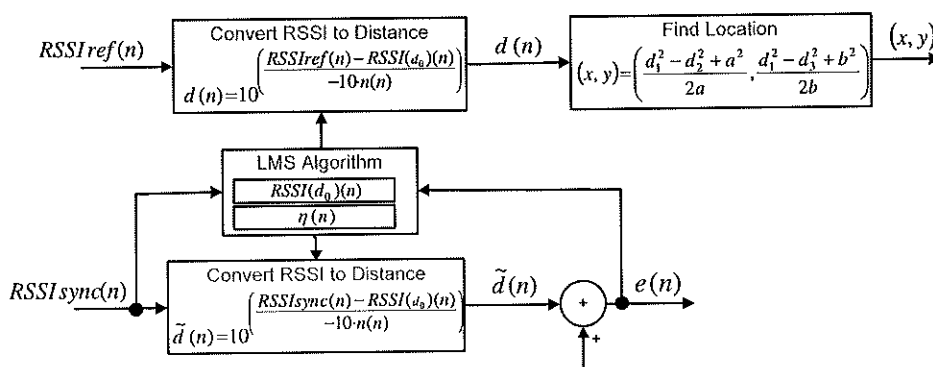 RSSIref(n)
Convert RSSI to Distance
d(n)=10^((RSSIref(n)−RSSI(d₀)(n))/(−10·n(n)))
d(n)
Find Location
(x, y)=((d₁²−d₂²+a²)/2a, (d₁²−d₃²+b²)/2b)
(x, y)
LMS Algorithm
RSSI(d₀)(n)
η(n)
RSSIsync(n)
Convert RSSI to Distance
d̃(n)=10^((RSSIsync(n)−RSSI(d₀)(n))/(−10·n(n)))
d̃(n)
+
e(n)
+